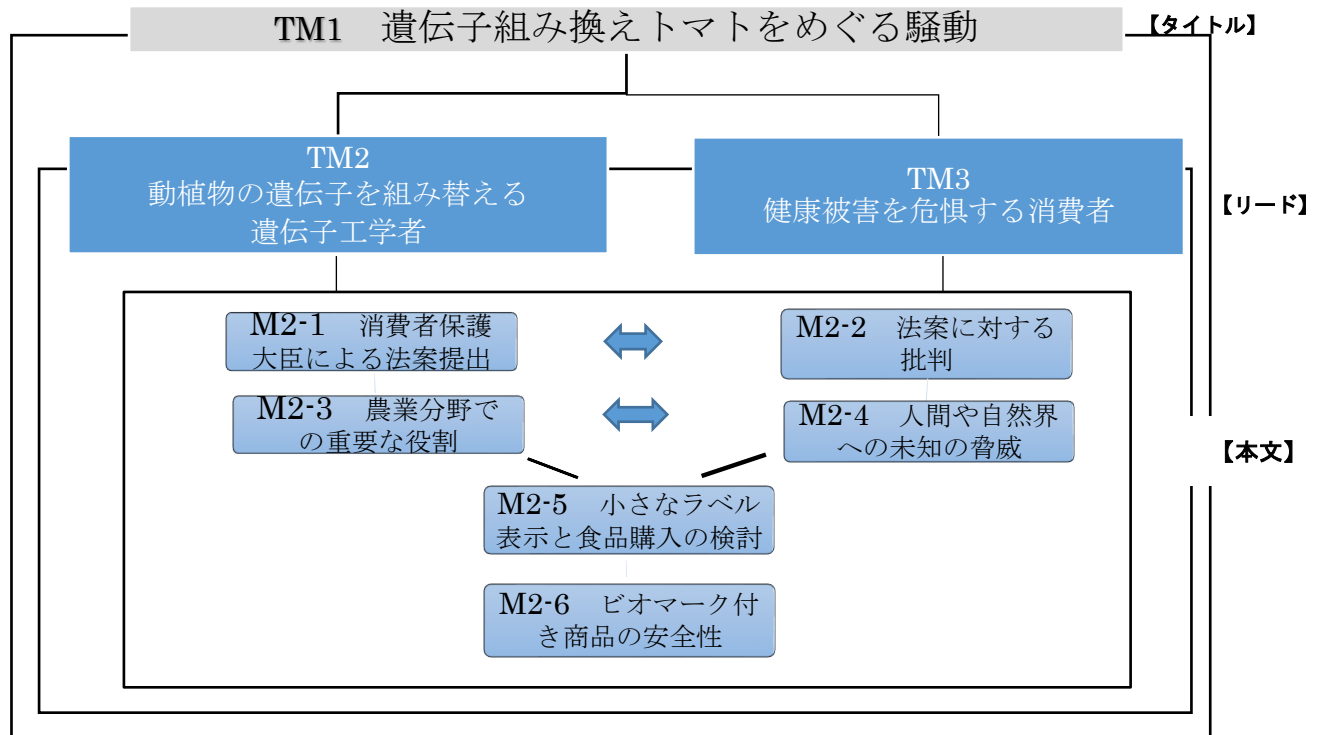 TM1 遺伝子組み換えトマトをめぐる騒動
【タイトル】
TM2
動植物の遺伝子を組み替える
遺伝子工学者
TM3
健康被害を危惧する消費者
【リード】
M2-1 消費者保護
大臣による法案提出
M2-2 法案に対する
批判
M2-3 農業分野で
の重要な役割
M2-4 人間や自然界
への未知の脅威
【本文】
M2-5 小さなラベル
表示と食品購入の検討
M2-6 ビオマーク付
き商品の安全性